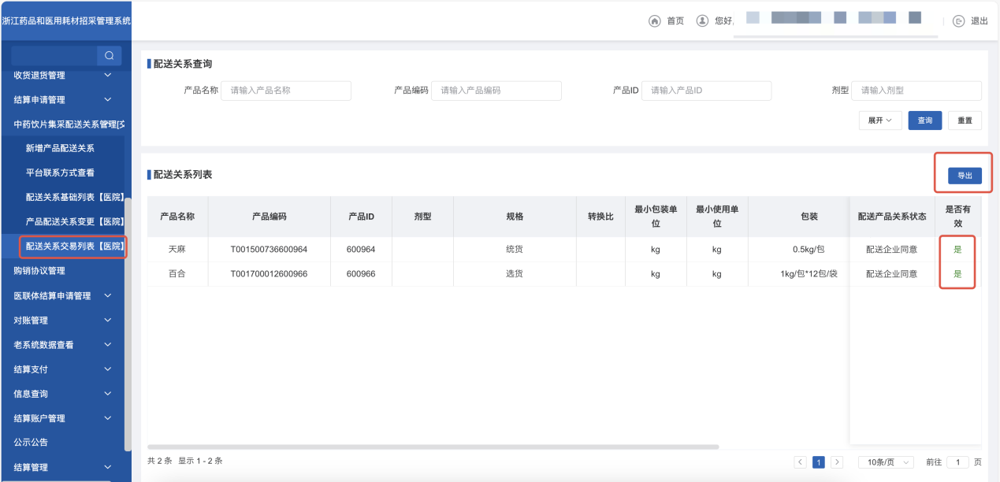 浙江药品和医用耗材招采管理系统
首页
您好,
退出
收货退货管理
结算申请管理
中药饮片集采配送关系管理[交
新增产品配送关系
平台联系方式查看
配送关系基础列表【医院】
产品配送关系变更【医院】
配送关系交易列表【医院】
购销协议管理
医联体结算申请管理
对账管理
老系统数据查看
结算支付
信息查询
结算账户管理
公示公告
结算管理
配送关系查询
产品名称 请输入产品名称 产品编码 请输入产品编码 产品ID 请输入产品ID 剂型 请输入剂型
展开 查询 重置
配送关系列表
导出
产品名称 产品编码 产品ID 剂型 规格 转换比 最小包装单位 最小使用单位 包装 配送产品关系状态 是否有效
天麻 T001500736600964 600964 统货 kg kg 0.5kg/包 配送企业同意 是
百合 T001700012600966 600966 选货 kg kg 1kg/包*12包/袋 配送企业同意 是
共 2 条 显示 1 - 2 条
1 10条/页 前往 1 页